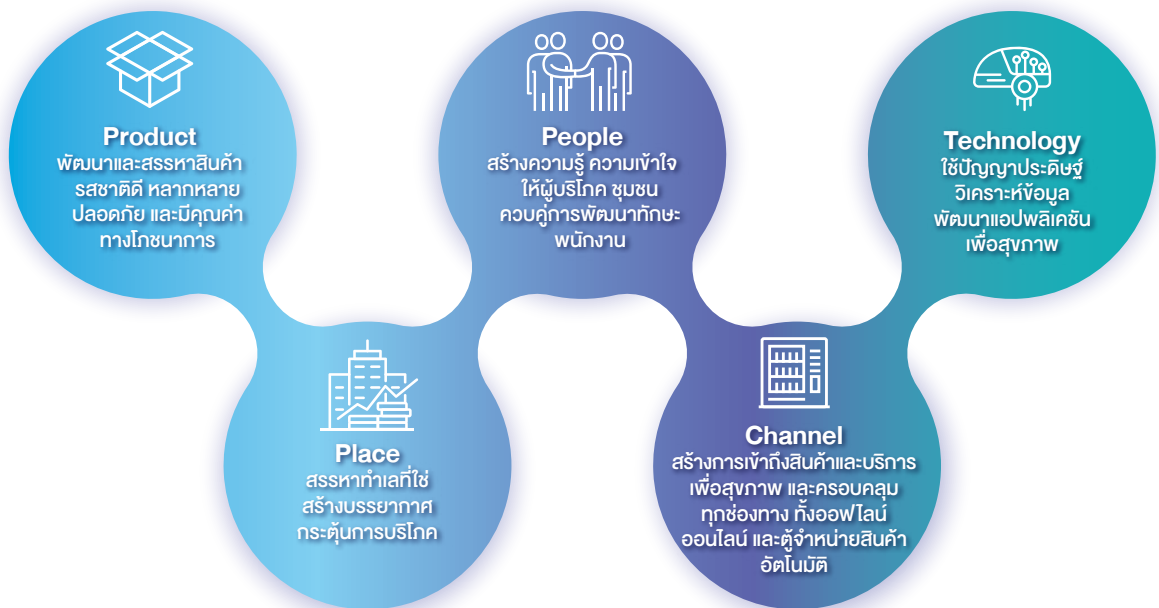 Product
พัฒนาและสรรหาสินค้า
รสชาติดี หลากหลาย
ปลอดภัย และมีคุณค่า
ทางโภชนาการ
Place
สรรหาทำเลที่ใช่
สร้างบรรยากาศ
กระตุ้นการบริโภค
People
สร้างความรู้ ความเข้าใจ
ให้ผู้บริโภค ชุมชน
ควบคู่การพัฒนาทักษะ
พนักงาน
Channel
สร้างการเข้าถึงสินค้าและบริการ
เพื่อสุขภาพ และครอบคลุม
ทุกช่องทาง ทั้งออฟไลน์
ออนไลน์ และตู้จำหน่ายสินค้า
อัตโนมัติ
Technology
ใช้ปัญญาประดิษฐ์
วิเคราะห์ข้อมูล
พัฒนาแอปพลิเคชัน
เพื่อสุขภาพ